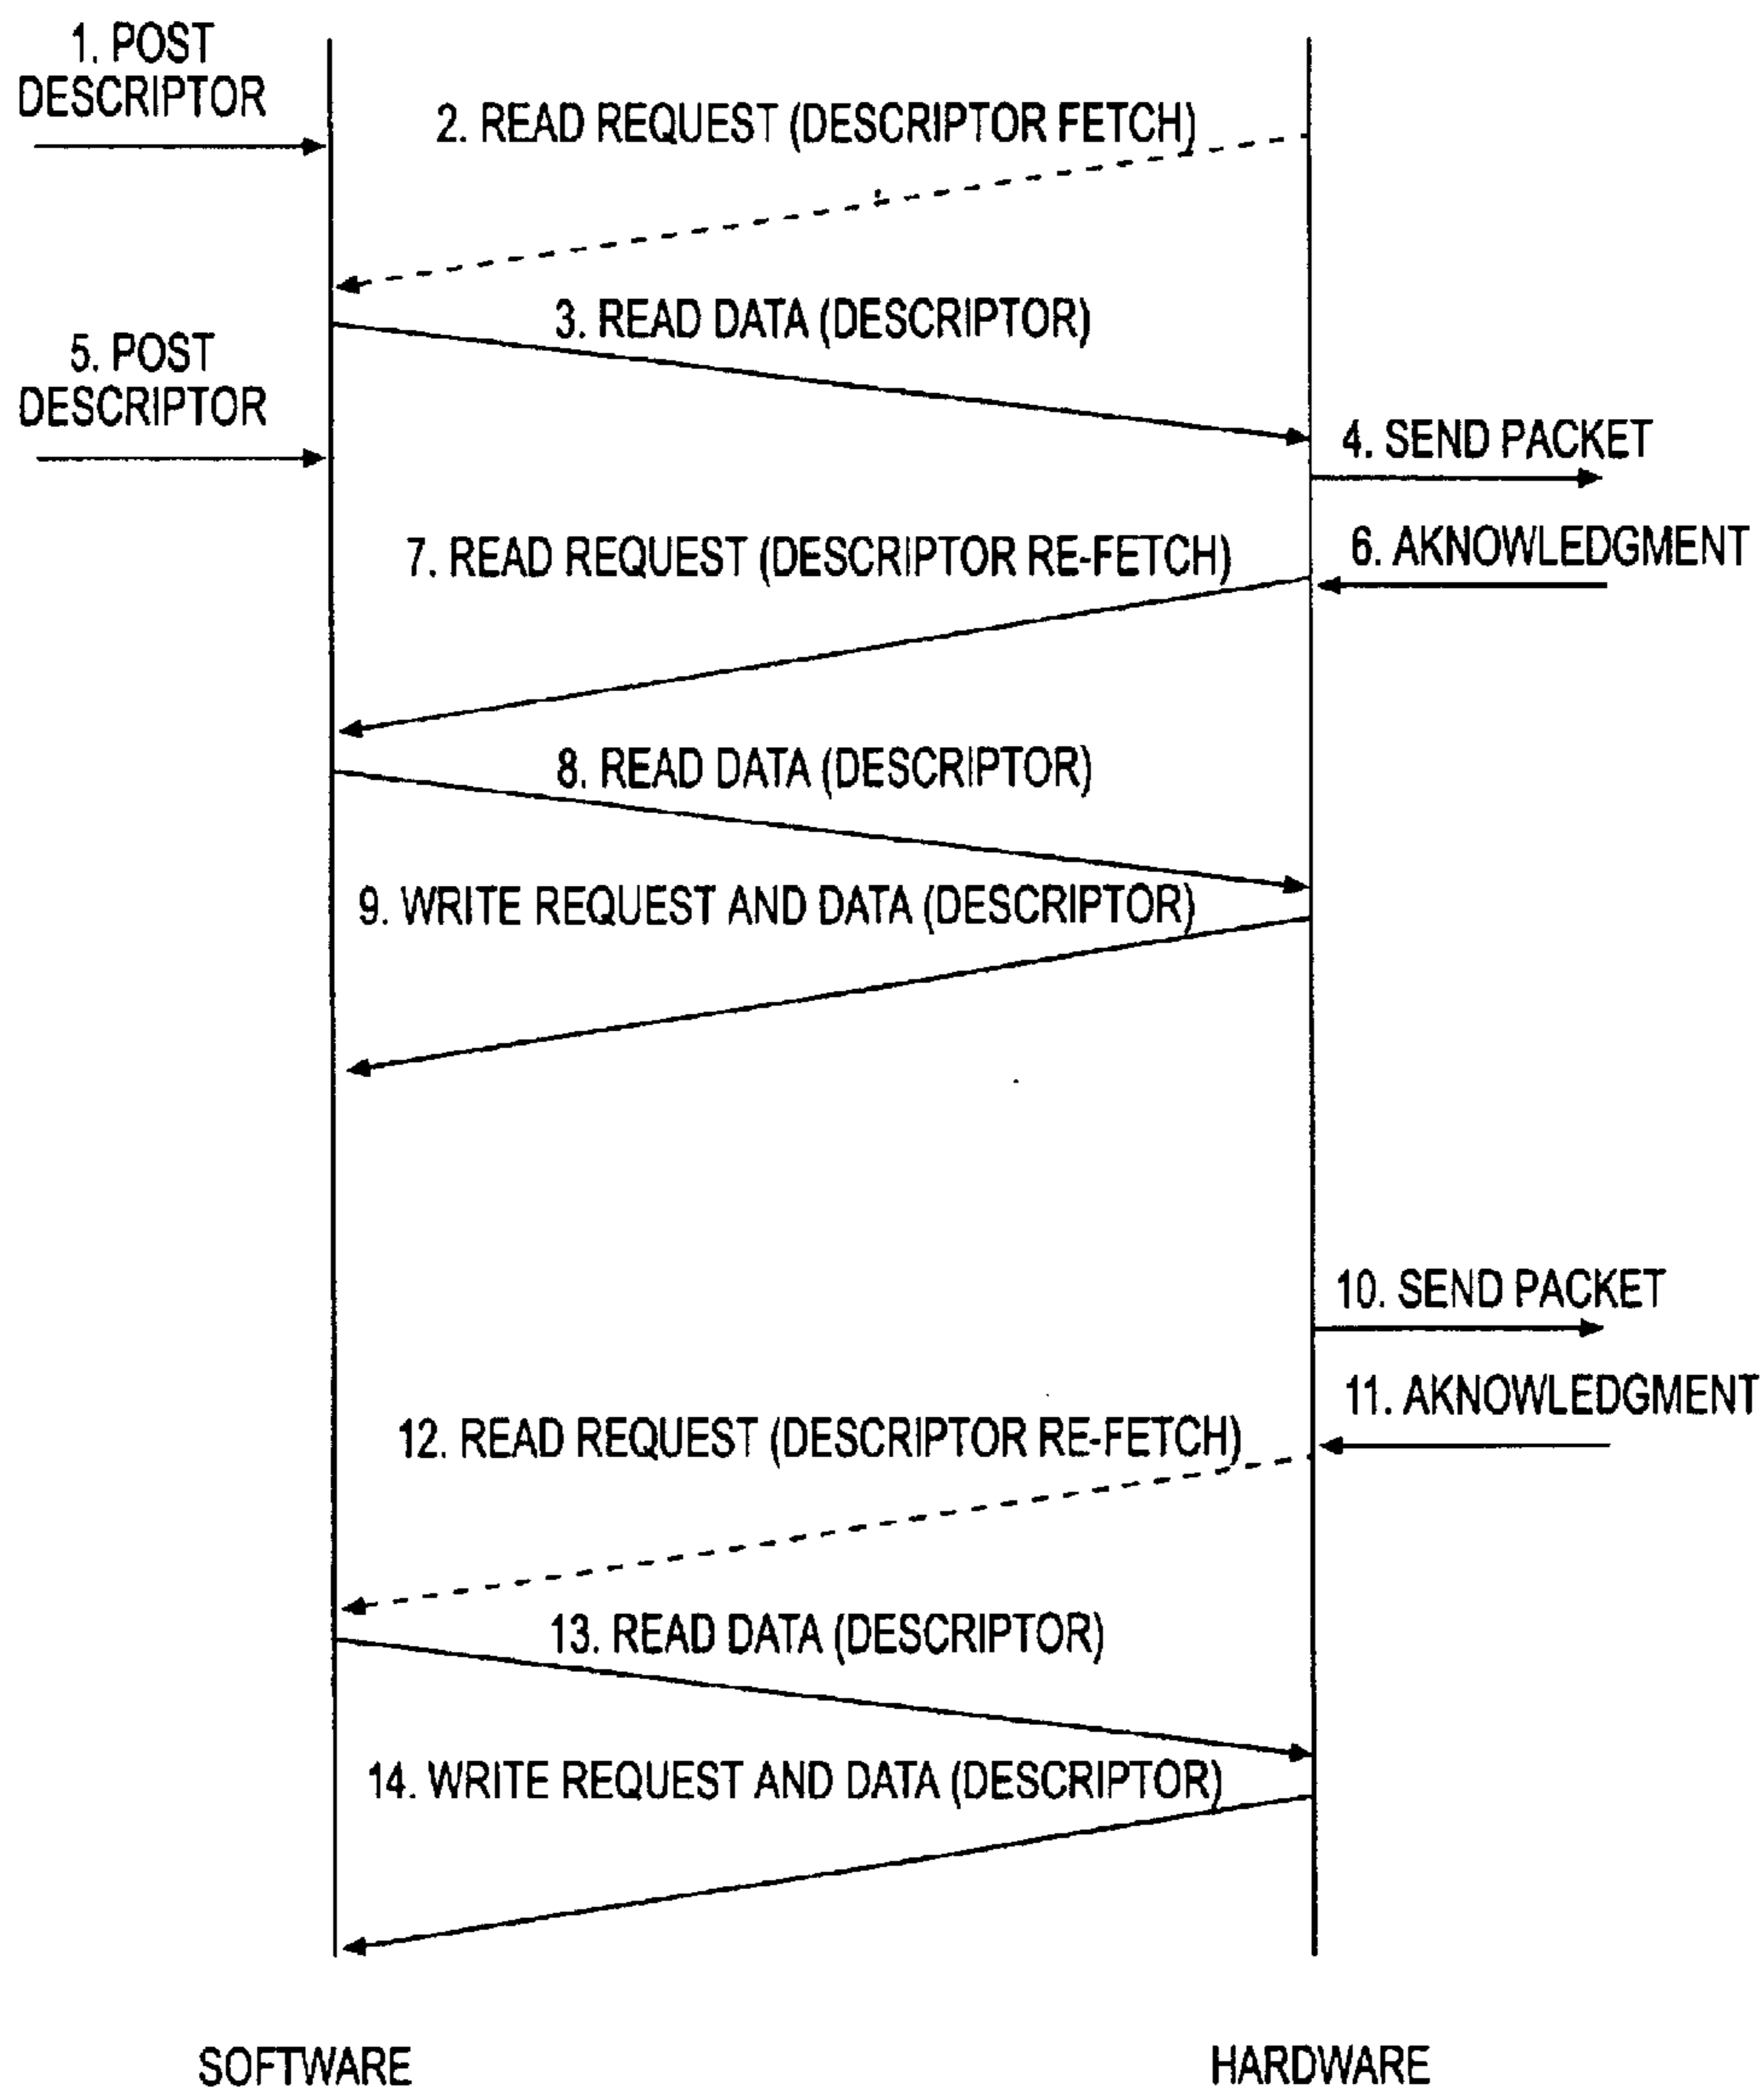 1. POST
DESCRIPTOR
2. READ REQUEST (DESCRIPTOR FETCH)
3. READ DATA (DESCRIPTOR)
5. POST
DESCRIPTOR
4. SEND PACKET
6. AKNOWLEDGMENT
7. READ REQUEST (DESCRIPTOR RE-FETCH)
8. READ DATA (DESCRIPTOR)
9. WRITE REQUEST AND DATA (DESCRIPTOR)
10. SEND PACKET
11. AKNOWLEDGMENT
12. READ REQUEST (DESCRIPTOR RE-FETCH)
13. READ DATA (DESCRIPTOR)
14. WRITE REQUEST AND DATA (DESCRIPTOR)
SOFTWARE
HARDWARE